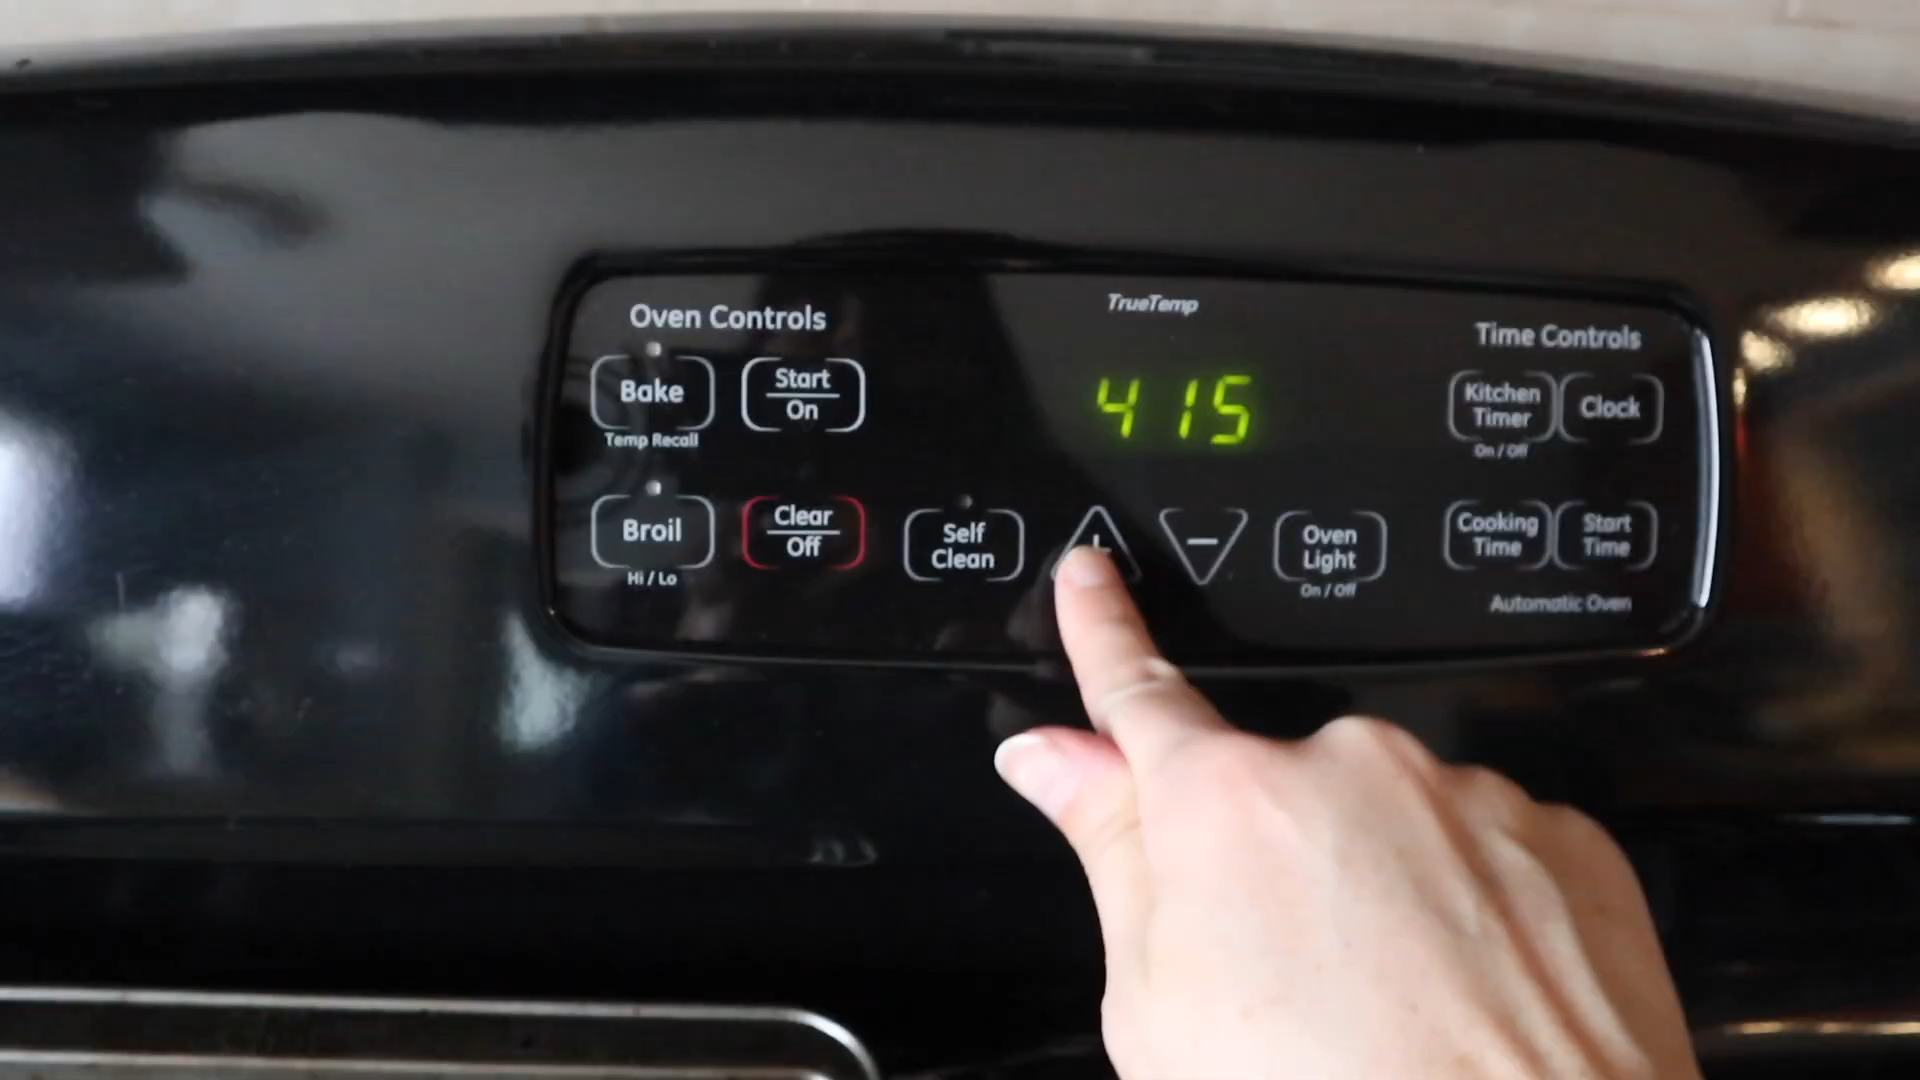 Oven Controls
Bake
Temp Recall
Start
On
Broil
Hi / Lo
Clear
Off
Self
Clean
TrueTemp
415
+
−
Oven
Light
On / Off
Time Controls
Kitchen
Timer
On / Off
Clock
Cooking
Time
Start
Time
Automatic Oven